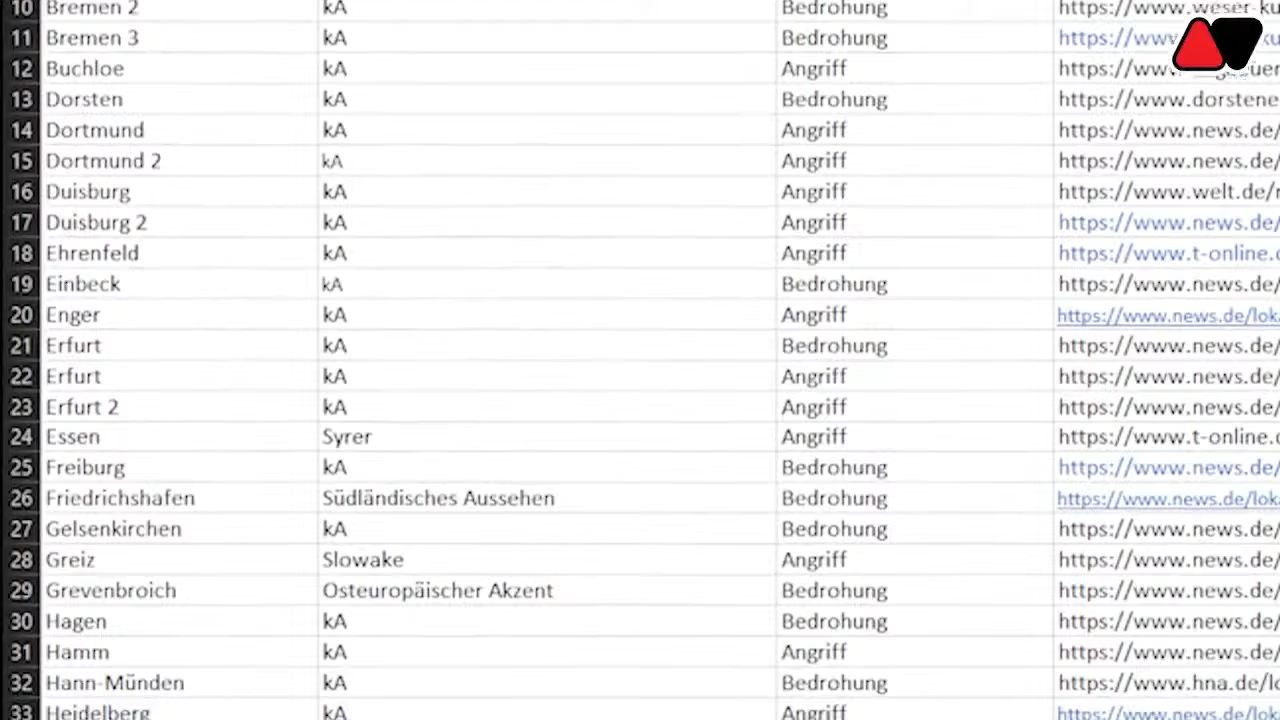 10 Bremen 2 kA Bedrohung https://www.weser-ku
11 Bremen 3 kA Bedrohung https://www
12 Buchloe kA Angriff https://www.
13 Dorsten kA Bedrohung https://www.dorstene
14 Dortmund kA Angriff https://www.news.de/
15 Dortmund 2 kA Angriff https://www.news.de/
16 Duisburg kA Angriff https://www.welt.de/
17 Duisburg 2 kA Angriff https://www.news.de/
18 Ehrenfeld kA Angriff https://www.t-online.
19 Einbeck kA Bedrohung https://www.news.de/
20 Enger kA Angriff https://www.news.de/lok
21 Erfurt kA Bedrohung https://www.news.de/
22 Erfurt kA Angriff https://www.news.de/
23 Erfurt 2 kA Angriff https://www.news.de/
24 Essen Syrer Angriff https://www.t-online.
25 Freiburg kA Bedrohung https://www.news.de/
26 Friedrichshafen Südländisches Aussehen Bedrohung https://www.news.de/lok
27 Gelsenkirchen kA Bedrohung https://www.news.de/
28 Greiz Slowake Angriff https://www.news.de/
29 Grevenbroich Osteuropäischer Akzent Bedrohung https://www.news.de/
30 Hagen kA Bedrohung https://www.news.de/
31 Hamm kA Angriff https://www.news.de/
32 Hann-Münden kA Bedrohung https://www.hna.de/l
33 Heidelberg kA Angriff https://www.news.de/